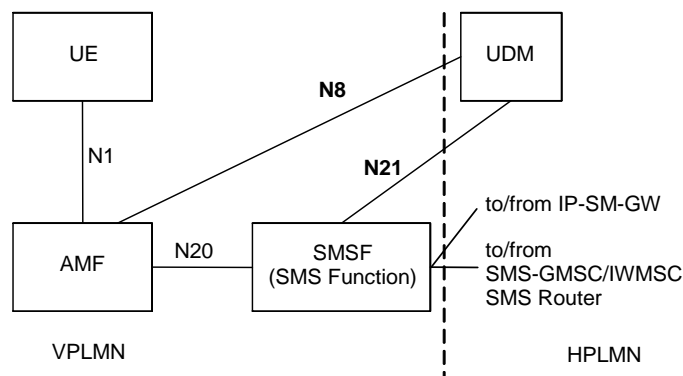 UE
UDM
N8
N1
N21
to/from IP-SM-GW
AMF
N20
SMSF
(SMS Function)
to/from
SMS-GMSC/IWMSC
SMS Router
VPLMN
HPLMN